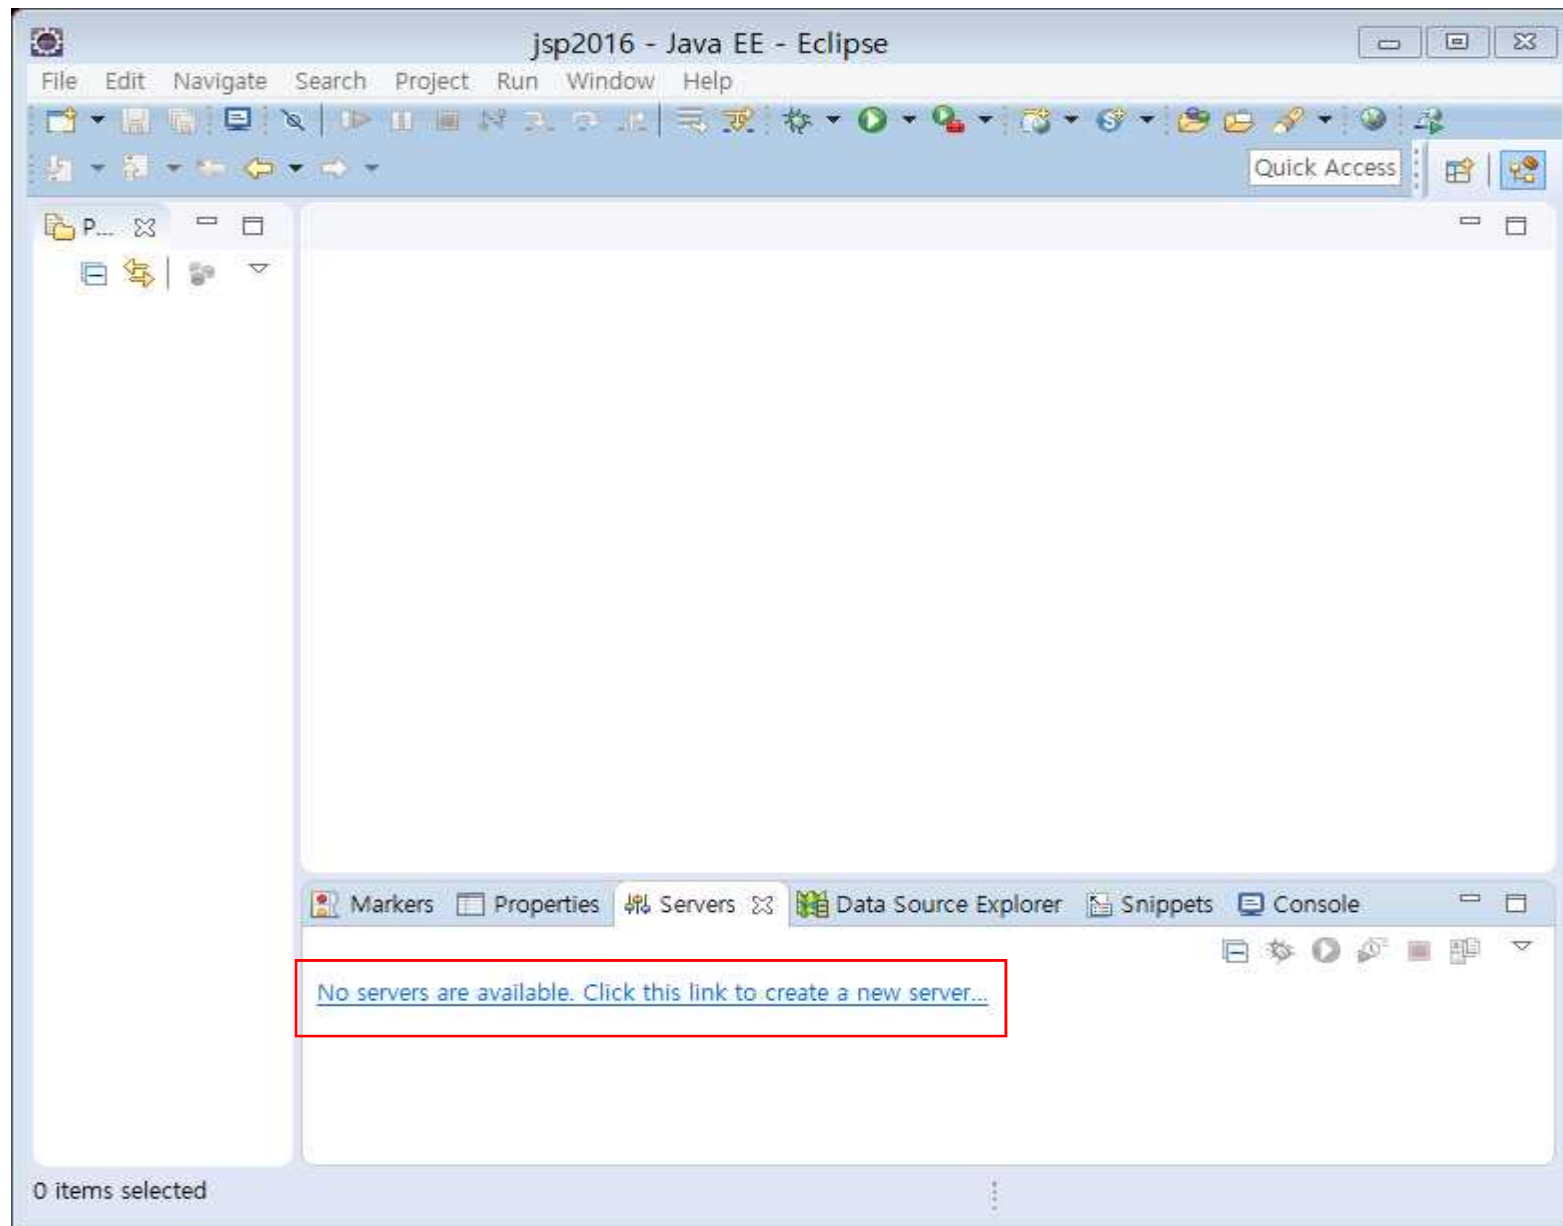 jsp2016 - Java EE - Eclipse
File Edit Navigate Search Project Run Window Help
Quick Access
P...
Markers Properties Servers Data Source Explorer Snippets Console
No servers are available. Click this link to create a new server...
0 items selected